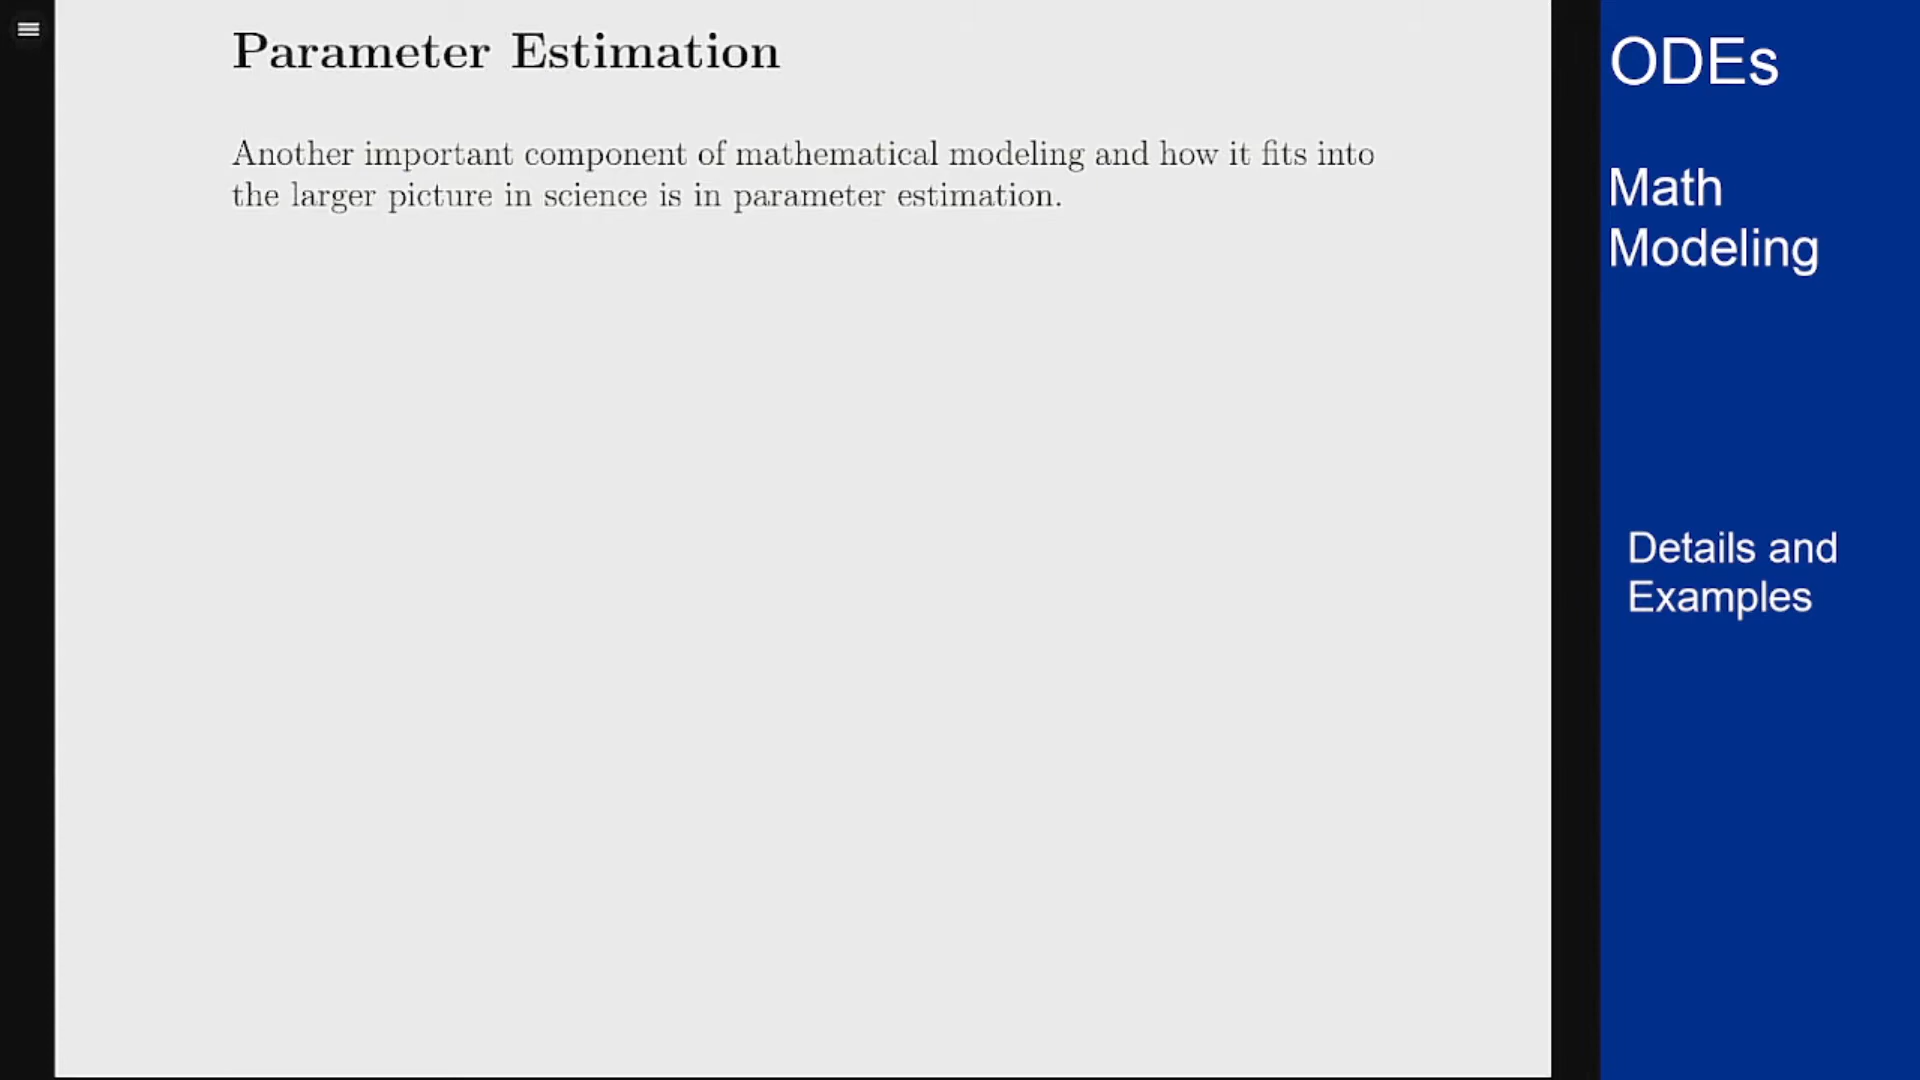 Parameter Estimation
Another important component of mathematical modeling and how it fits into
the larger picture in science is in parameter estimation.
ODEs
Math
Modeling
Details and
Examples